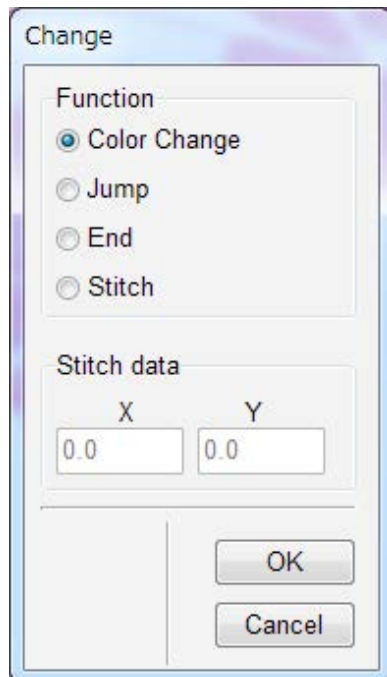 Change
Function
Color Change
Jump
End
Stitch
Stitch data
X Y
0.0 0.0
OK
Cancel